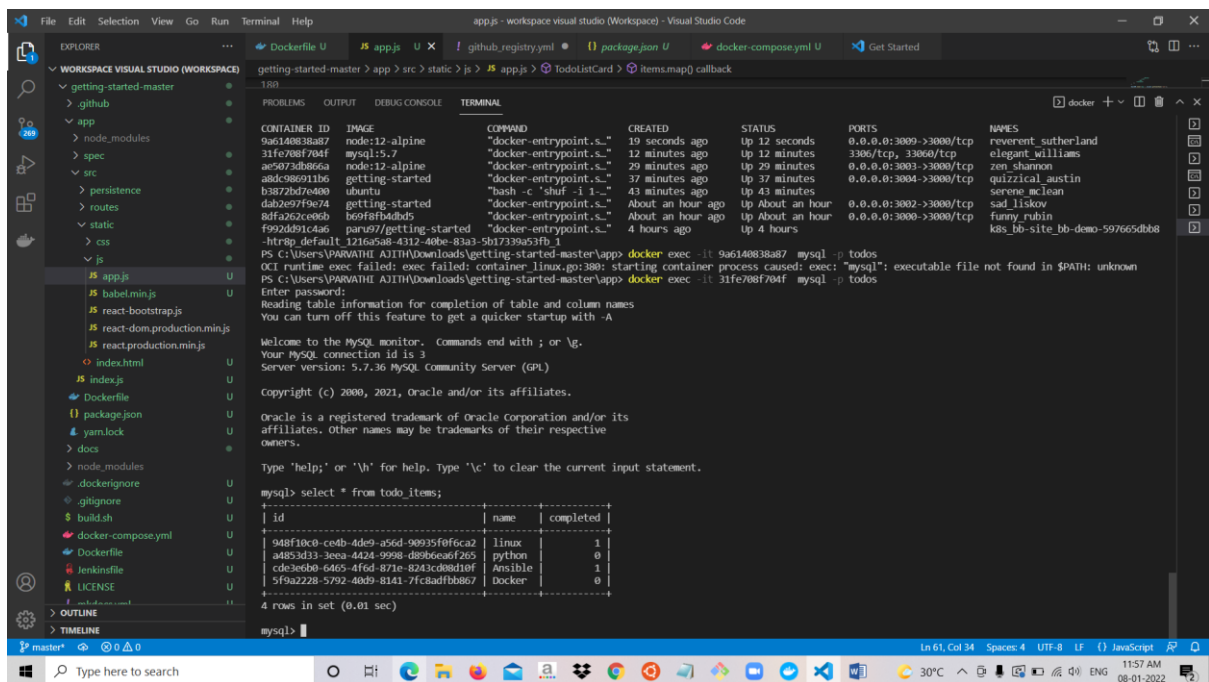 File Edit Selection View Go Run Terminal Help
app.js - workspace visual studio (Workspace) - Visual Studio Code
EXPLORER
Dockerfile U
JS app.js U
! github_registry.yml
{} package.json U
docker-compose.yml U
Get Started
WORKSPACE VISUAL STUDIO (WORKSPACE)
getting-started-master > app > src > static > js > JS app.js > TodoListCard > items.map() callback
getting-started-master
180
.github
app
269
node_modules
spec
src
persistence
routes
static
css
js
JS app.js U
JS babel.min.js U
JS react-bootstrap.js
JS react-dom.production.min.js
JS react.production.min.js
index.html U
JS index.js U
Dockerfile U
{} package.json U
yarn.lock U
docs
node_modules
.dockerignore U
.gitignore U
$ build.sh U
docker-compose.yml U
Dockerfile U
Jenkinsfile U
LICENSE U
OUTLINE
TIMELINE
PROBLEMS OUTPUT DEBUG CONSOLE TERMINAL
docker
CONTAINER ID IMAGE COMMAND CREATED STATUS PORTS NAMES
9a6140838a87 node:12-alpine "docker-entrypoint.s…" 19 seconds ago Up 12 seconds 0.0.0.0:3009->3000/tcp reverent_sutherland
31fe708f704f mysql:5.7 "docker-entrypoint.s…" 12 minutes ago Up 12 minutes 3306/tcp, 33060/tcp elegant_williams
ae5073db866a node:12-alpine "docker-entrypoint.s…" 29 minutes ago Up 29 minutes 0.0.0.0:3003->3000/tcp zen_shannon
a8dc986911b6 getting-started "docker-entrypoint.s…" 37 minutes ago Up 37 minutes 0.0.0.0:3004->3000/tcp quizzical_austin
b3872bd7e400 ubuntu "bash -c 'shuf -i 1-…" 43 minutes ago Up 43 minutes serene_mclean
dab2e97f9e74 getting-started "docker-entrypoint.s…" About an hour ago Up About an hour 0.0.0.0:3002->3000/tcp sad_liskov
8dfa262ce06b b69f8fb4dbd5 "docker-entrypoint.s…" About an hour ago Up About an hour 0.0.0.0:3000->3000/tcp funny_rubin
f992dd91c4a6 paru97/getting-started "docker-entrypoint.s…" 4 hours ago Up 4 hours k8s_bb-site_bb-demo-597665dbb8
-htr8p_default_1216a5a8-4312-40be-83a3-5b17339a53fb_1
PS C:\Users\PARVATHI AJITH\Downloads\getting-started-master\app> docker exec -it 9a6140838a87 mysql -p todos
OCI runtime exec failed: exec failed: container_linux.go:380: starting container process caused: exec: "mysql": executable file not found in $PATH: unknown
PS C:\Users\PARVATHI AJITH\Downloads\getting-started-master\app> docker exec -it 31fe708f704f mysql -p todos
Enter password:
Reading table information for completion of table and column names
You can turn off this feature to get a quicker startup with -A
Welcome to the MySQL monitor. Commands end with ; or \g.
Your MySQL connection id is 3
Server version: 5.7.36 MySQL Community Server (GPL)
Copyright (c) 2000, 2021, Oracle and/or its affiliates.
Oracle is a registered trademark of Oracle Corporation and/or its
affiliates. Other names may be trademarks of their respective
owners.
Type 'help;' or '\h' for help. Type '\c' to clear the current input statement.
mysql> select * from todo_items;
| id | name | completed |
| 948f10c0-ce4b-4de9-a56d-90935f0f6ca2 | linux | 1 |
| a4853d33-3eea-4424-9998-d89b6ea6f265 | python | 0 |
| cde3e6b0-6465-4f6d-871e-8243cd08d10f | Ansible | 1 |
| 5f9a2228-5792-40d9-8141-7fc8adfbb867 | Docker | 0 |
4 rows in set (0.01 sec)
mysql>
master* 0 0 Ln 61, Col 34 Spaces: 4 UTF-8 LF {} JavaScript
Type here to search
30°C ENG 11:57 AM
08-01-2022